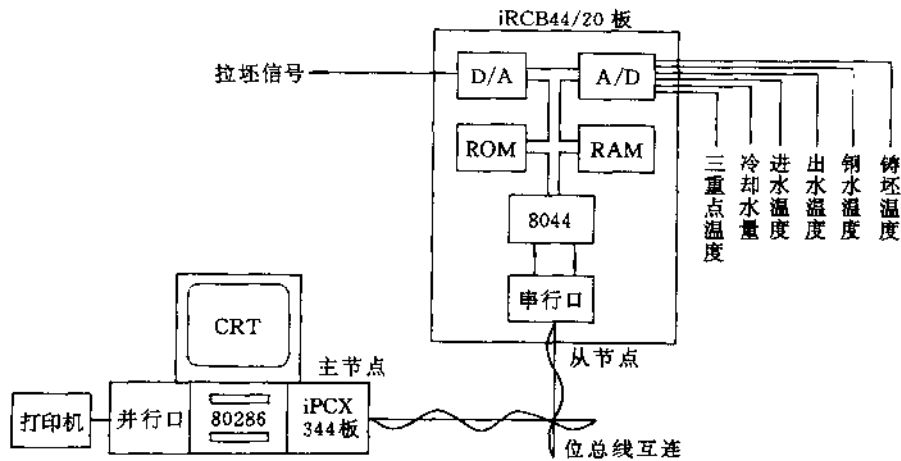 iRCB44/20 板
拉坯信号
D/A
A/D
ROM
RAM
8044
串行口
三重点温度
冷却水量
进水温度
出水温度
钢水温度
铸坯温度
从节点
CRT
主节点
打印机
并行口
80286
iPCX
344板
位总线互连